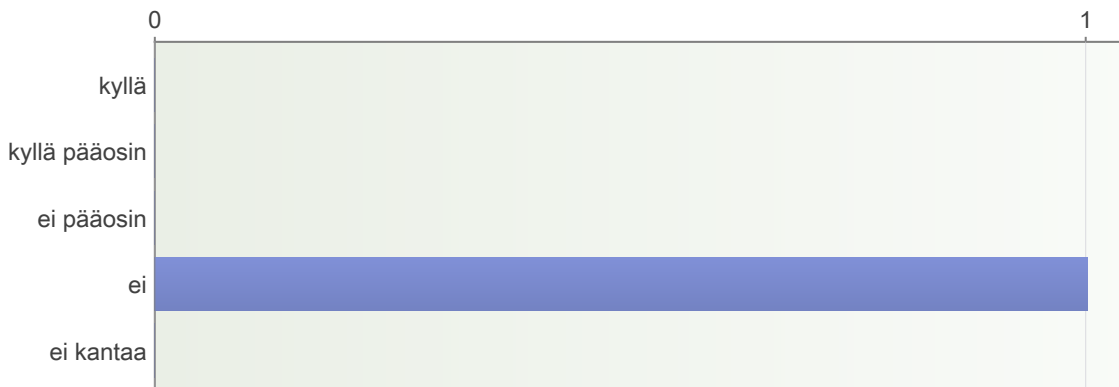 0 1
kyllä
kyllä pääosin
ei pääosin
ei
ei kantaa